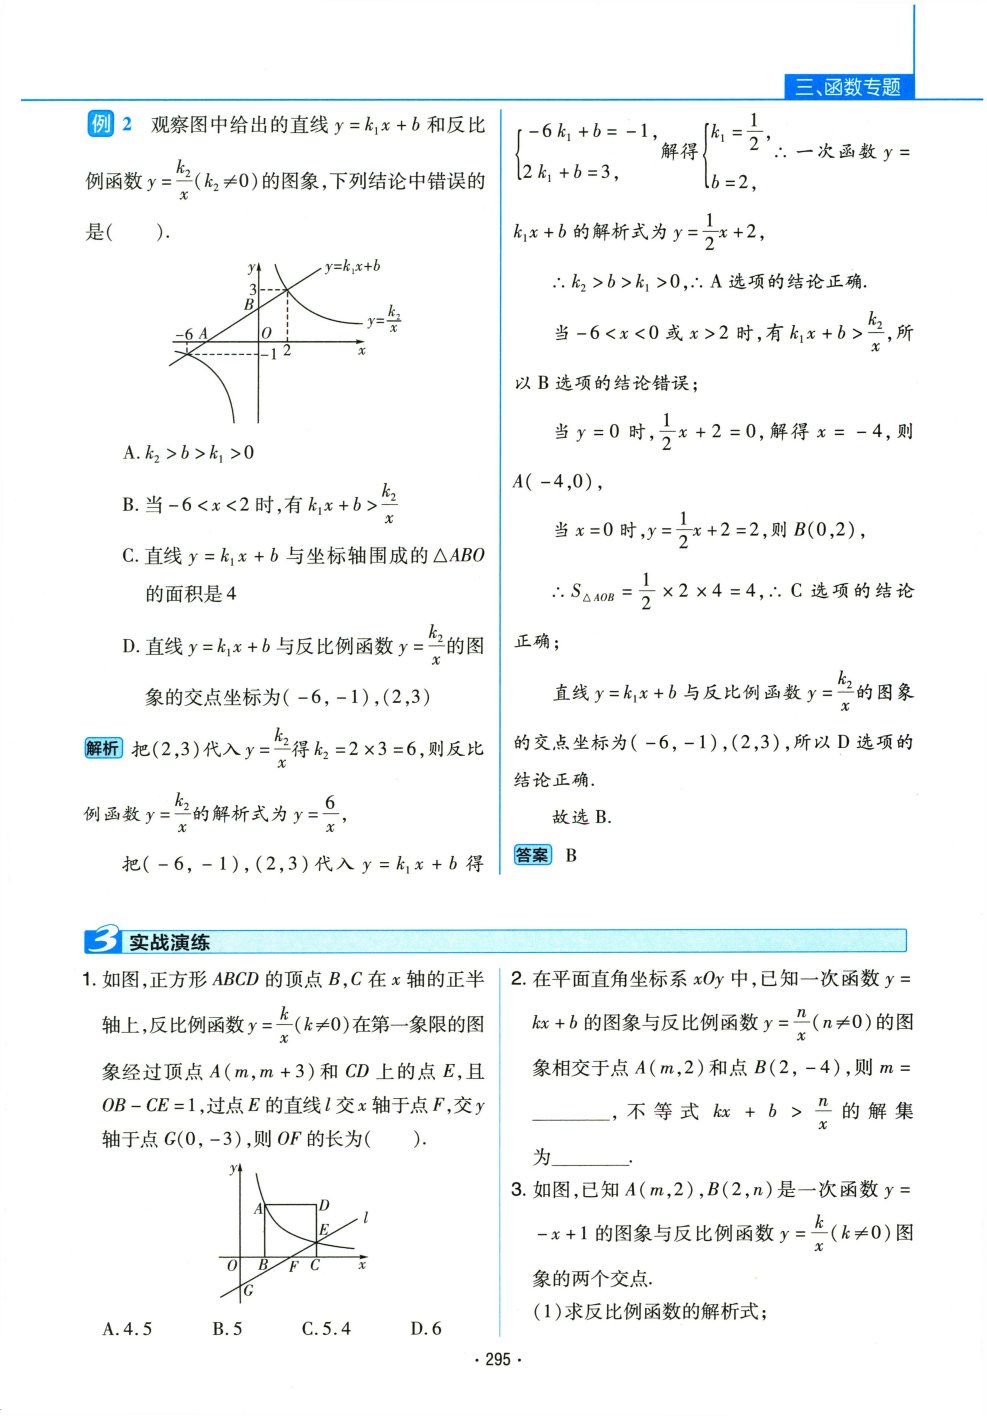 三、函数专题
例 2 观察图中给出的直线 y=k₁x+b 和反比
例函数 y=k₂/x(k₂≠0)的图象,下列结论中错误的
是(    ).
y
y=k₁x+b
3
B
y=k₂/x
-6 A O
-1 2 x
A. k₂>b>k₁>0
B. 当-6<x<2时,有 k₁x+b>k₂/x
C. 直线 y=k₁x+b 与坐标轴围成的△ABO
的面积是4
D. 直线 y=k₁x+b 与反比例函数 y=k₂/x 的图
象的交点坐标为(-6,-1),(2,3)
解析 把(2,3)代入 y=k₂/x 得 k₂=2×3=6,则反比
例函数 y=k₂/x 的解析式为 y=6/x,
把(-6,-1),(2,3)代入 y=k₁x+b 得
{-6k₁+b=-1, 2k₁+b=3, 解得 {k₁=1/2, b=2, ∴一次函数 y=
k₁x+b 的解析式为 y=1/2x+2,
∴k₂>b>k₁>0,∴A 选项的结论正确.
当-6<x<0 或 x>2 时,有 k₁x+b>k₂/x,所
以 B 选项的结论错误;
当 y=0 时,1/2x+2=0,解得 x=-4,则
A(-4,0),
当 x=0 时,y=1/2x+2=2,则 B(0,2),
∴S△AOB=1/2×2×4=4,∴C 选项的结论
正确;
直线 y=k₁x+b 与反比例函数 y=k₂/x 的图象
的交点坐标为(-6,-1),(2,3),所以 D 选项的
结论正确.
故选 B.
答案 B
3 实战演练
1. 如图,正方形 ABCD 的顶点 B,C 在 x 轴的正半
轴上,反比例函数 y=k/x(k≠0)在第一象限的图
象经过顶点 A(m,m+3)和 CD 上的点 E,且
OB-CE=1,过点 E 的直线 l 交 x 轴于点 F,交 y
轴于点 G(0,-3),则 OF 的长为(    ).
y
A D
E l
O B F C x
G
A.4.5 B.5 C.5.4 D.6
2. 在平面直角坐标系 xOy 中,已知一次函数 y=
kx+b 的图象与反比例函数 y=n/x(n≠0)的图
象相交于点 A(m,2)和点 B(2,-4),则 m=
________,不等式 kx+b>n/x 的解集
为________.
3. 如图,已知 A(m,2),B(2,n)是一次函数 y=
-x+1 的图象与反比例函数 y=k/x(k≠0)图
象的两个交点.
(1)求反比例函数的解析式;
· 295 ·